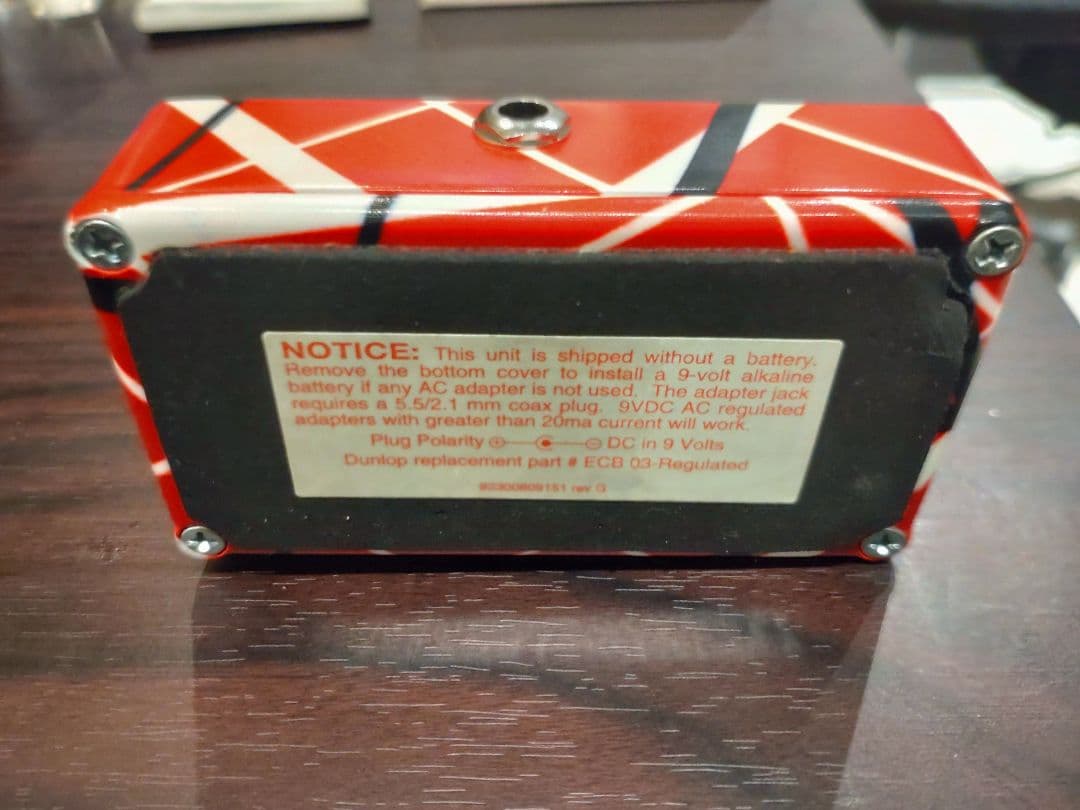 NOTICE: This unit is shipped without a battery.
Remove the bottom cover to install a 9-volt alkaline
battery if any AC adapter is not used. The adapter jack
requires a 5.5/2.1 mm coax plug. 9VDC AC regulated
adapters with greater than 20ma current will work.
Plug Polarity DC in 9 Volts
Dunlop replacement part # ECB 03-Regulated
rev G